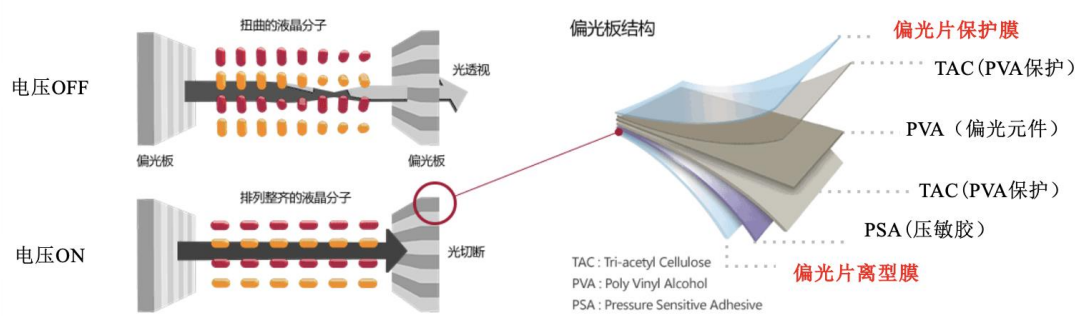 扭曲的液晶分子
电压OFF
光透视
偏光板
偏光板
排列整齐的液晶分子
电压ON
光切断
偏光板结构
偏光片保护膜
TAC(PVA保护)
PVA（偏光元件）
TAC(PVA保护)
PSA(压敏胶）
偏光片离型膜
TAC : Tri-acetyl Cellulose
PVA : Poly Vinyl Alcohol
PSA : Pressure Sensitive Adhesive